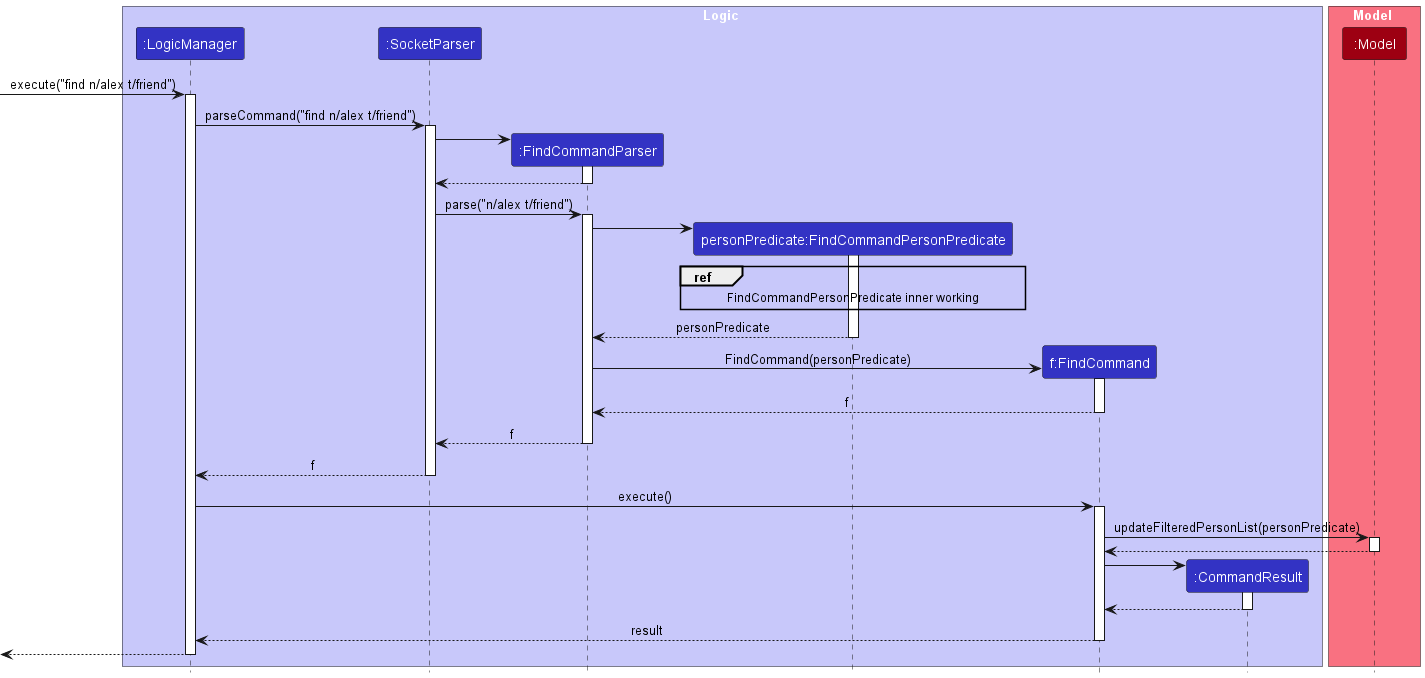 Logic
Model
:LogicManager
:SocketParser
:Model
execute("find n/alex t/friend")
parseCommand("find n/alex t/friend")
:FindCommandParser
parse("n/alex t/friend")
personPredicate:FindCommandPersonPredicate
ref
FindCommandPersonPredicate inner working
personPredicate
FindCommand(personPredicate)
f:FindCommand
f
f
f
execute()
updateFilteredPersonList(personPredicate)
:CommandResult
result